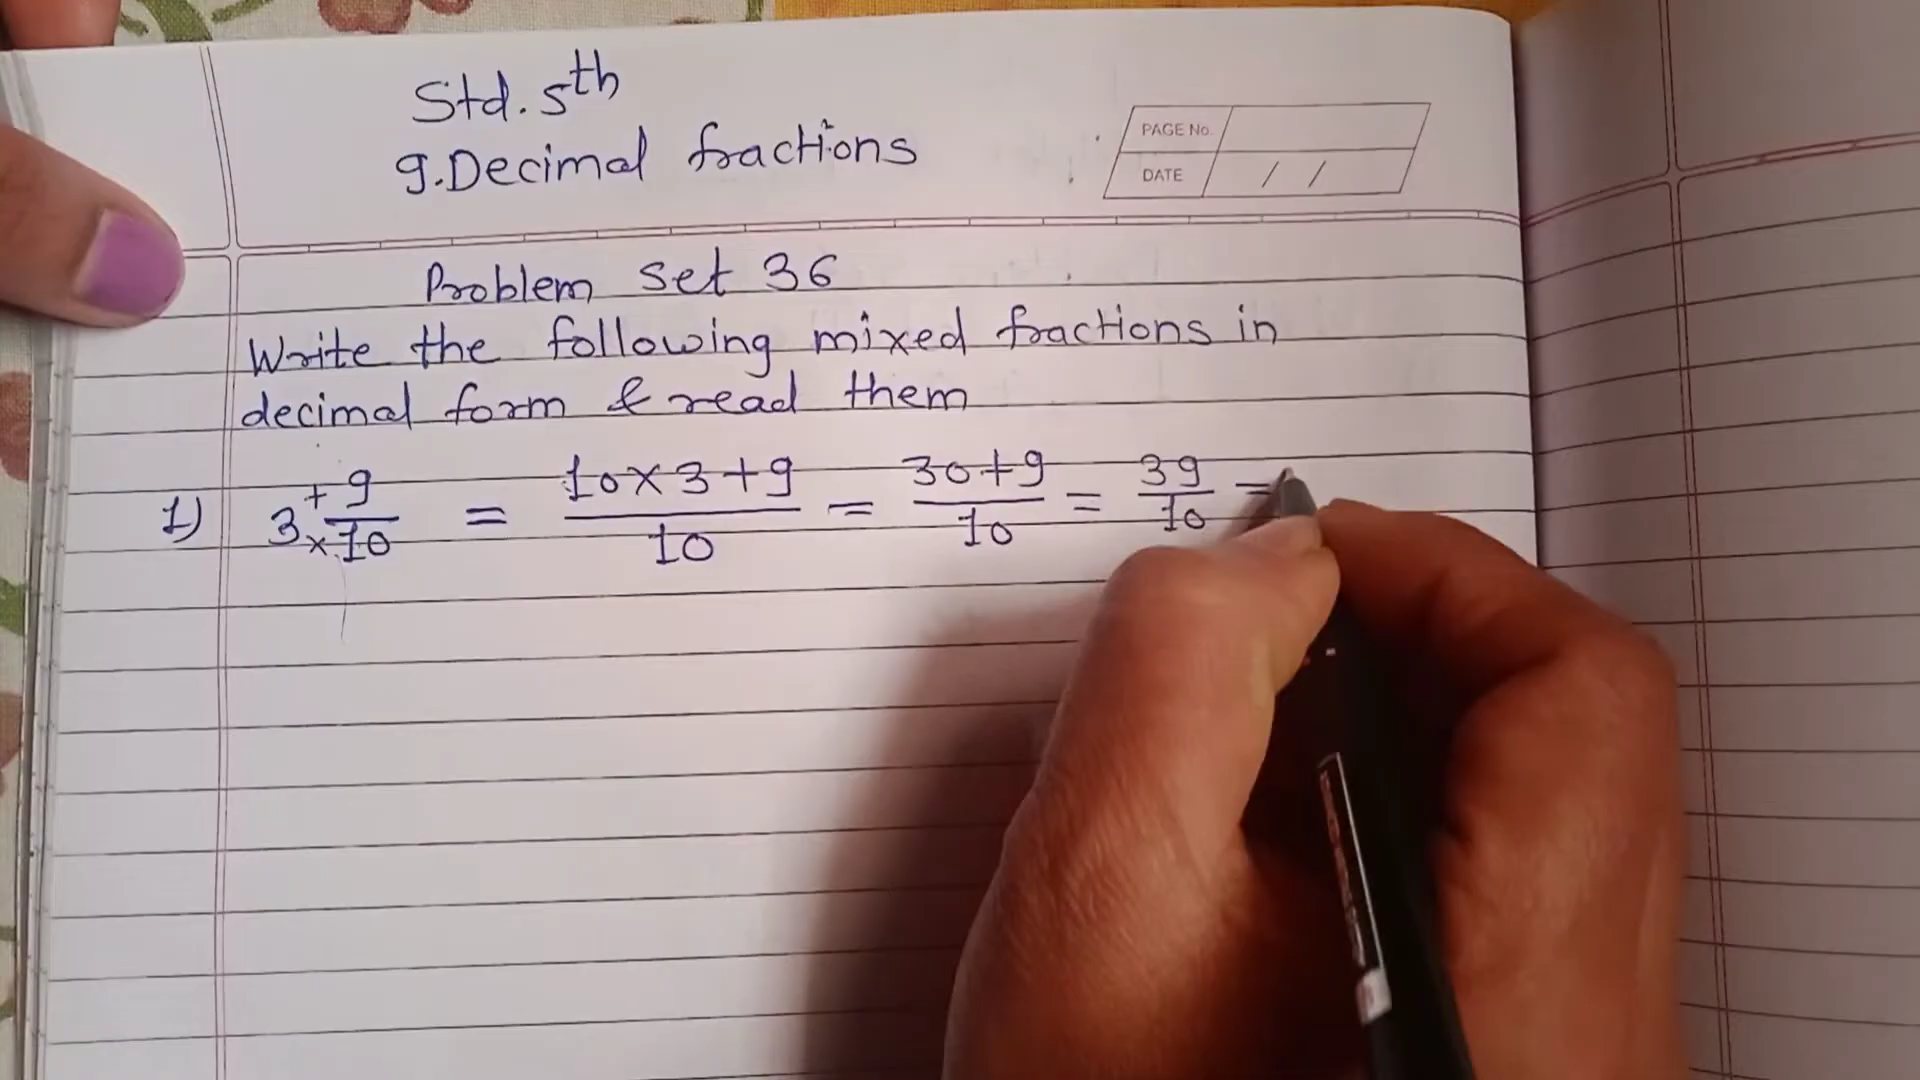 Std. 5th
9.Decimal fractions
PAGE No.
DATE / /
Problem set 36
Write the following mixed fractions in
decimal form & read them
1) 3 + 9 / × 10 = 10×3+9 / 10 = 30+9 / 10 = 39 / 10 =